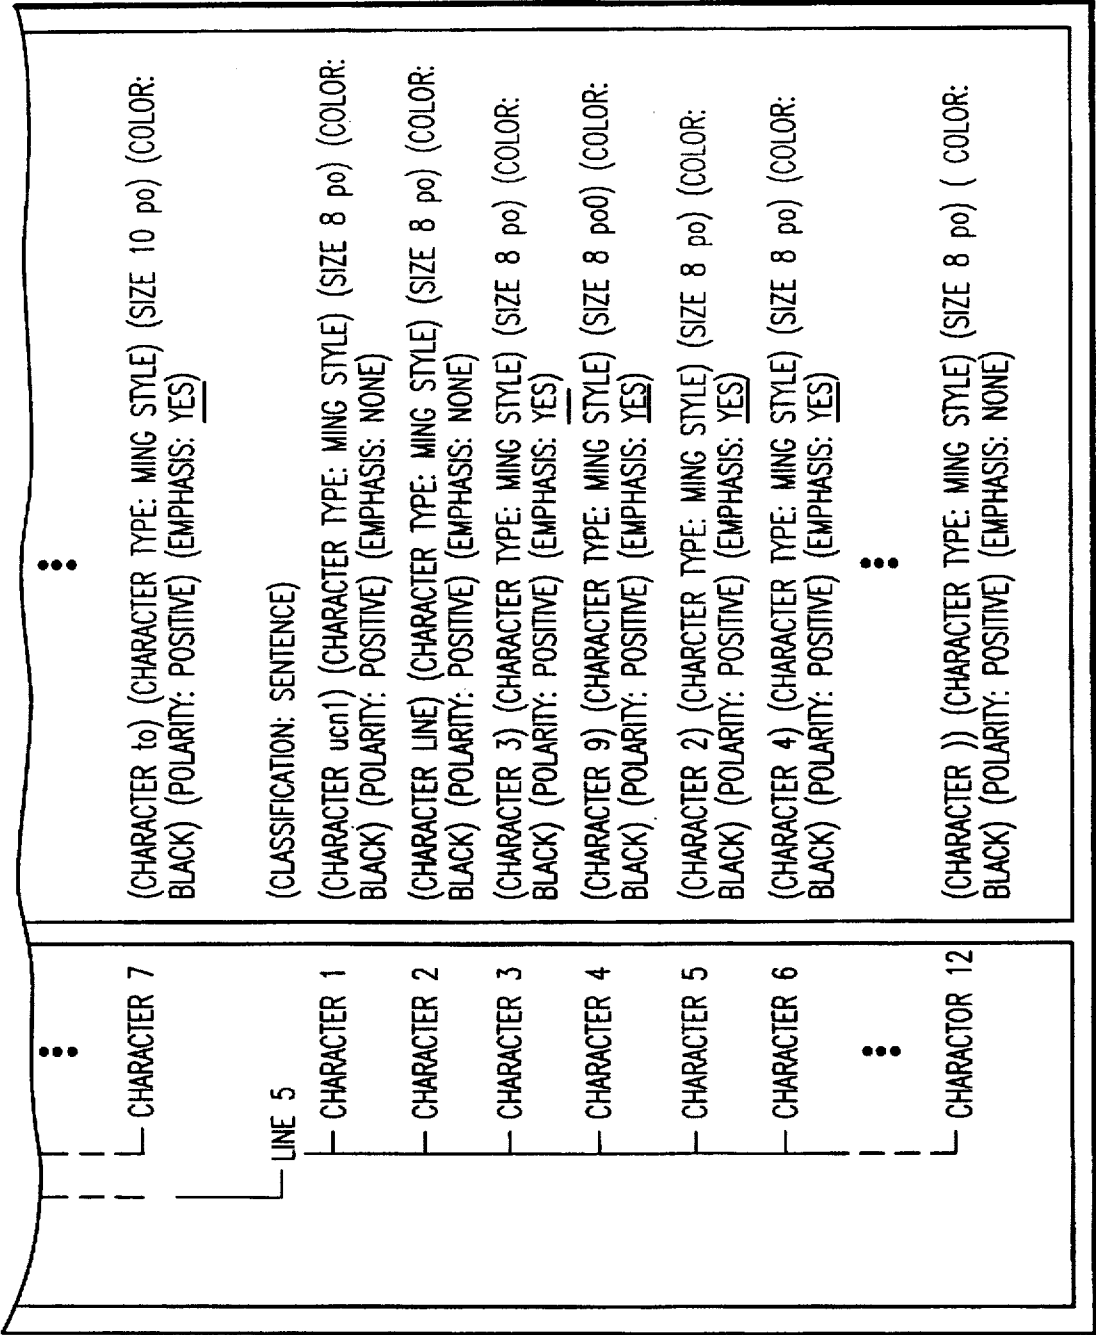 •••
CHARACTER 7
(CHARACTER to) (CHARACTER TYPE: MING STYLE) (SIZE 10 po) (COLOR:
BLACK) (POLARITY: POSITIVE) (EMPHASIS: YES)
•••
LINE 5
(CLASSIFICATION: SENTENCE)
CHARACTER 1
(CHARACTER ucn1) (CHARACTER TYPE: MING STYLE) (SIZE 8 po) (COLOR:
BLACK) (POLARITY: POSITIVE) (EMPHASIS: NONE)
CHARACTER 2
(CHARACTER LINE) (CHARACTER TYPE: MING STYLE) (SIZE 8 po) (COLOR:
BLACK) (POLARITY: POSITIVE) (EMPHASIS: NONE)
CHARACTER 3
(CHARACTER 3) (CHARACTER TYPE: MING STYLE) (SIZE 8 po) (COLOR:
BLACK) (POLARITY: POSITIVE) (EMPHASIS: YES)
CHARACTER 4
(CHARACTER 9) (CHARACTER TYPE: MING STYLE) (SIZE 8 po0) (COLOR:
BLACK) (POLARITY: POSITIVE) (EMPHASIS: YES)
CHARACTER 5
(CHARACTER 2) (CHARCTER TYPE: MING STYLE) (SIZE 8 po) (COLOR:
BLACK) (POLARITY: POSITIVE) (EMPHASIS: YES)
CHARACTER 6
(CHARACTER 4) (CHARACTER TYPE: MING STYLE) (SIZE 8 po) (COLOR:
BLACK) (POLARITY: POSITIVE) (EMPHASIS: YES)
•••
•••
CHARACTOR 12
(CHARACTER )) (CHARACTER TYPE: MING STYLE) (SIZE 8 po) ( COLOR:
BLACK) (POLARITY: POSITIVE) (EMPHASIS: NONE)